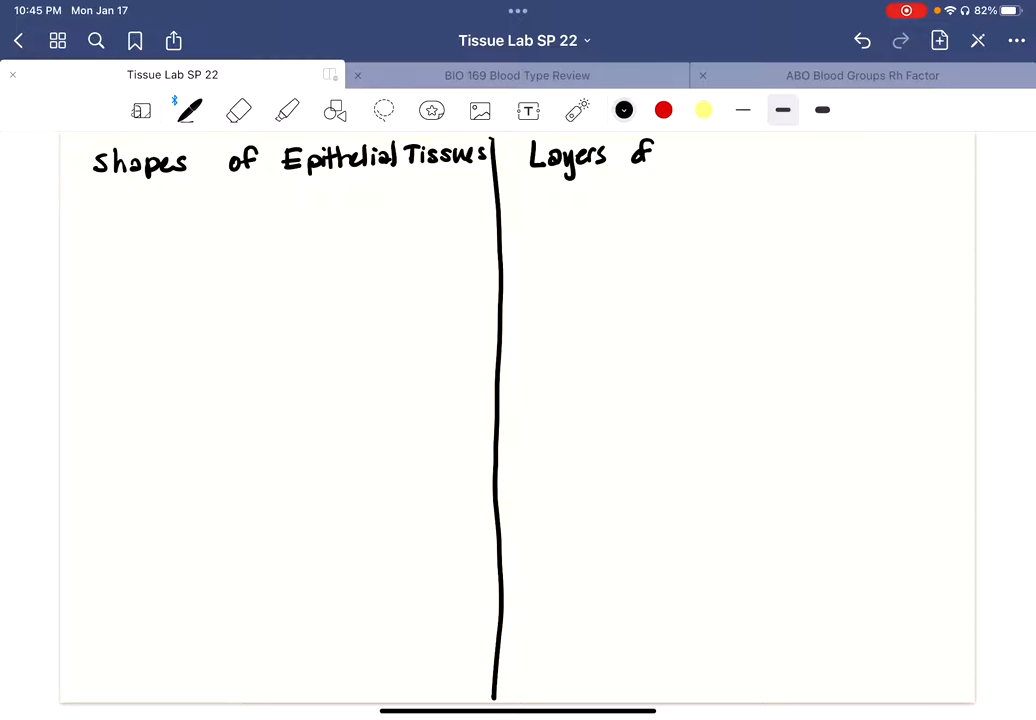 10:45 PM Mon Jan 17
82%
Tissue Lab SP 22
Tissue Lab SP 22
BIO 169 Blood Type Review
ABO Blood Groups Rh Factor
T
Shapes of Epithelial Tissues
Layers of